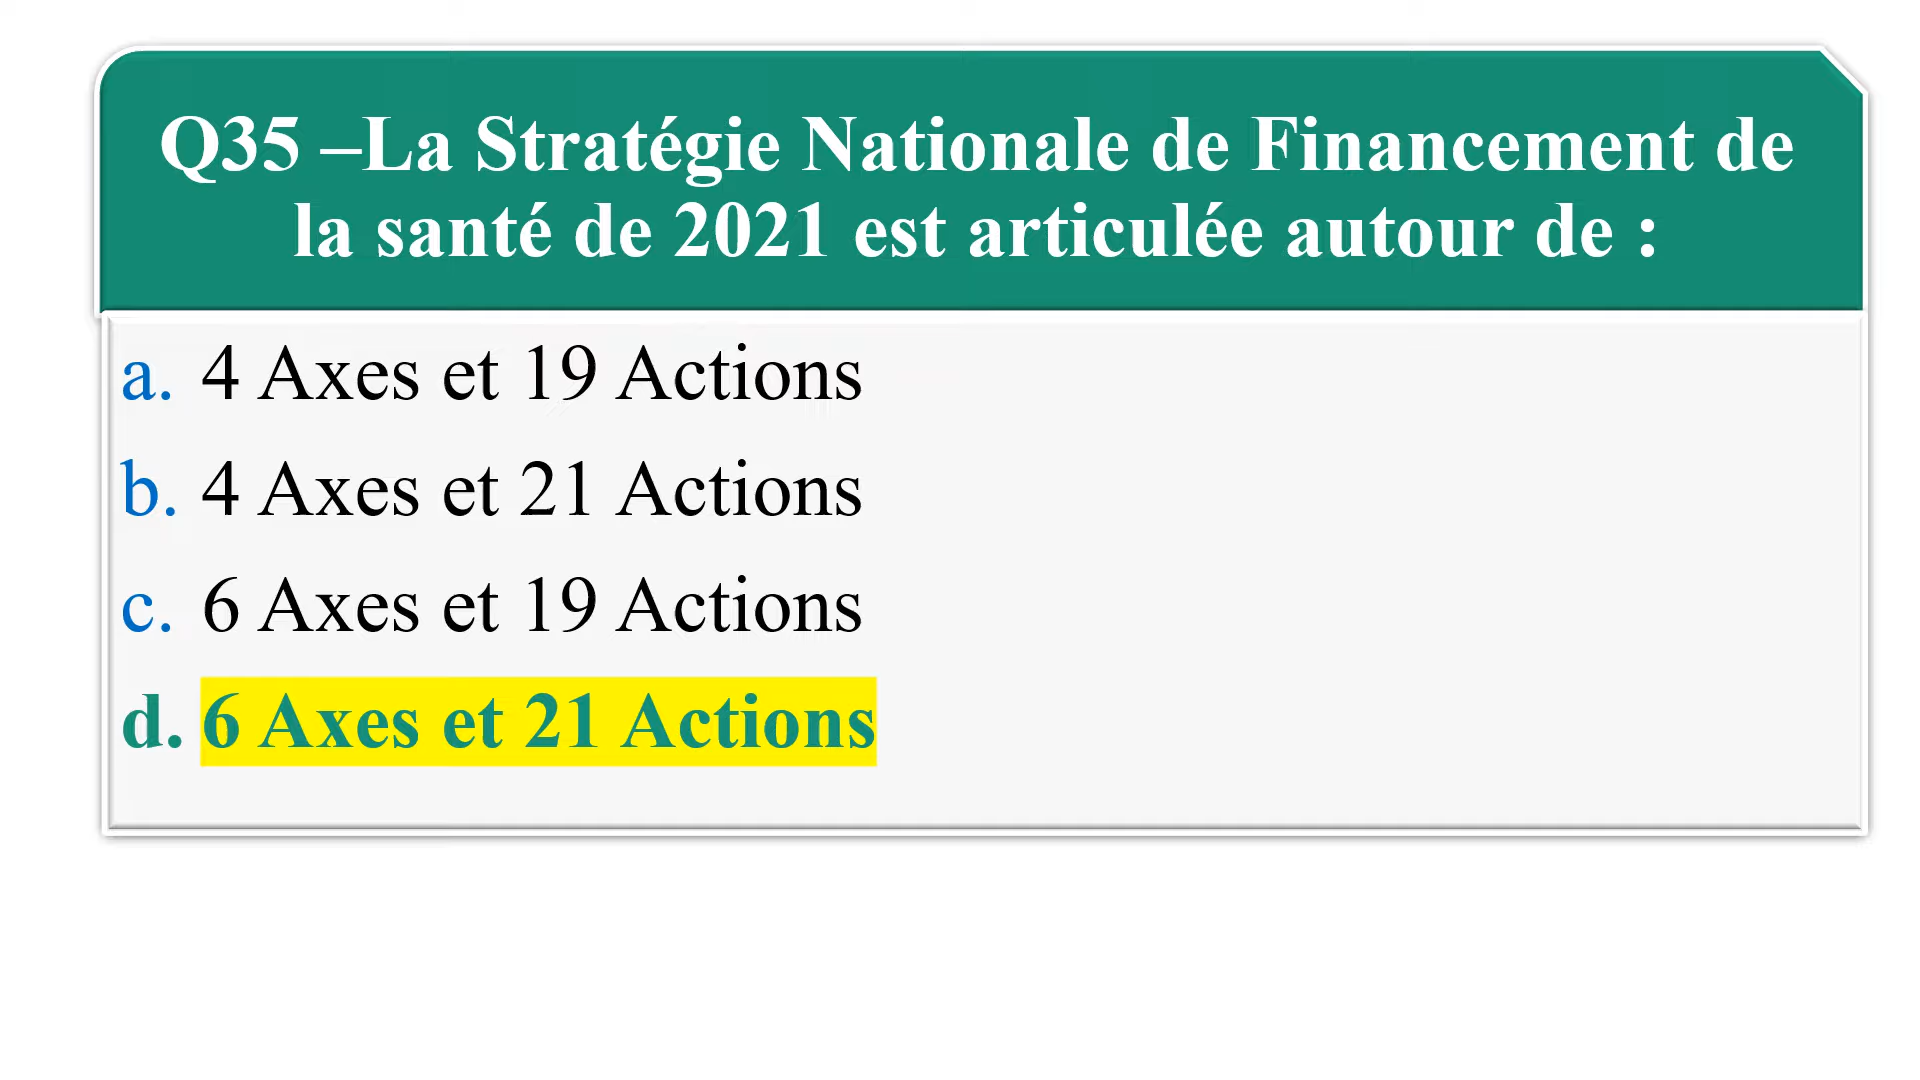 Q35 –La Stratégie Nationale de Financement de
la santé de 2021 est articulée autour de :
a. 4 Axes et 19 Actions
b. 4 Axes et 21 Actions
c. 6 Axes et 19 Actions
d. 6 Axes et 21 Actions